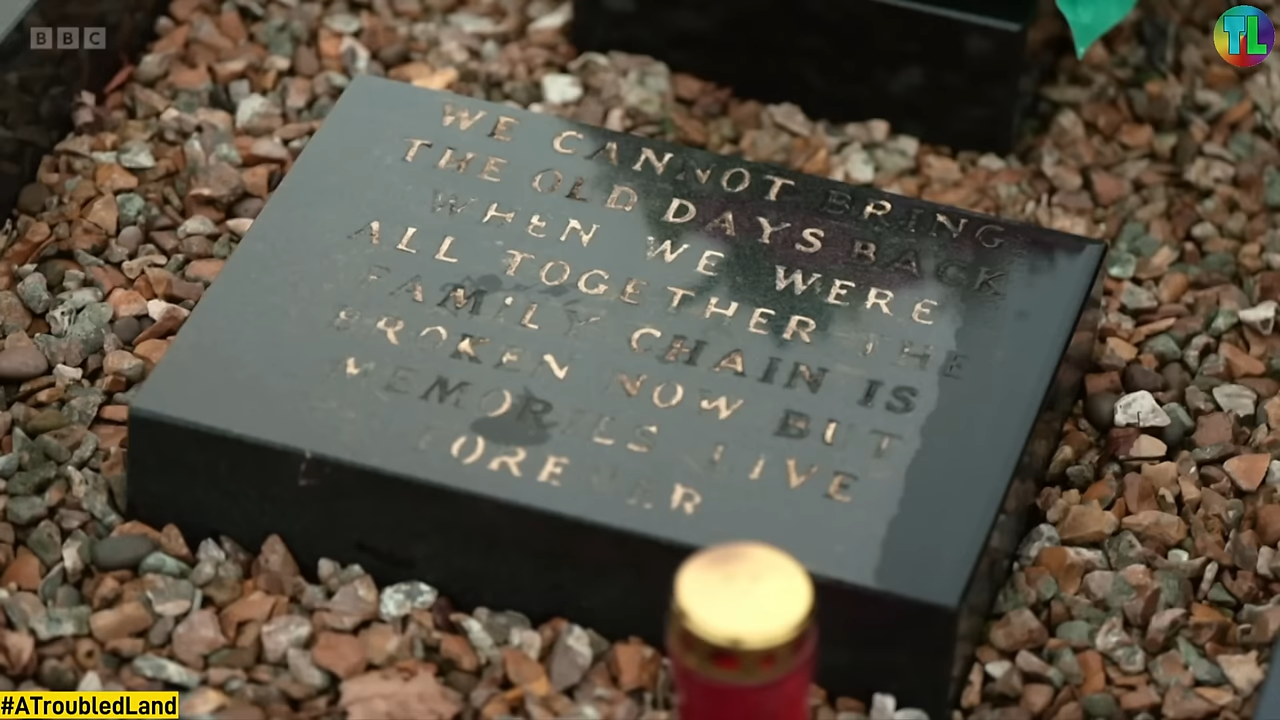 BBC
TL
WE CANNOT BRING
THE OLD DAYS BACK
WHEN WE WERE
ALL TOGETHER THE
FAMILY CHAIN IS
BROKEN NOW BUT
MEMORIES LIVE
FOREVER
#ATroubledLand